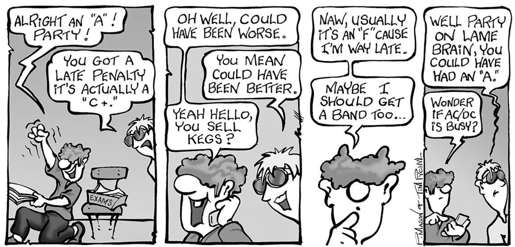 ALRIGHT AN "A"!
PARTY!
YOU GOT A
LATE PENALTY
IT'S ACTUALLY A
"C+."
EXAMS
OH WELL, COULD
HAVE BEEN WORSE.
YOU MEAN
COULD HAVE
BEEN BETTER.
YEAH HELLO,
YOU SELL
KEGS?
NAW, USUALLY
IT'S AN "F" CAUSE
I'M WAY LATE.
MAYBE I
SHOULD GET
A BAND TOO...
WELL PARTY
ON LAME
BRAIN, YOU
COULD HAVE
HAD AN "A."
WONDER
IF AC/DC
IS BUSY?